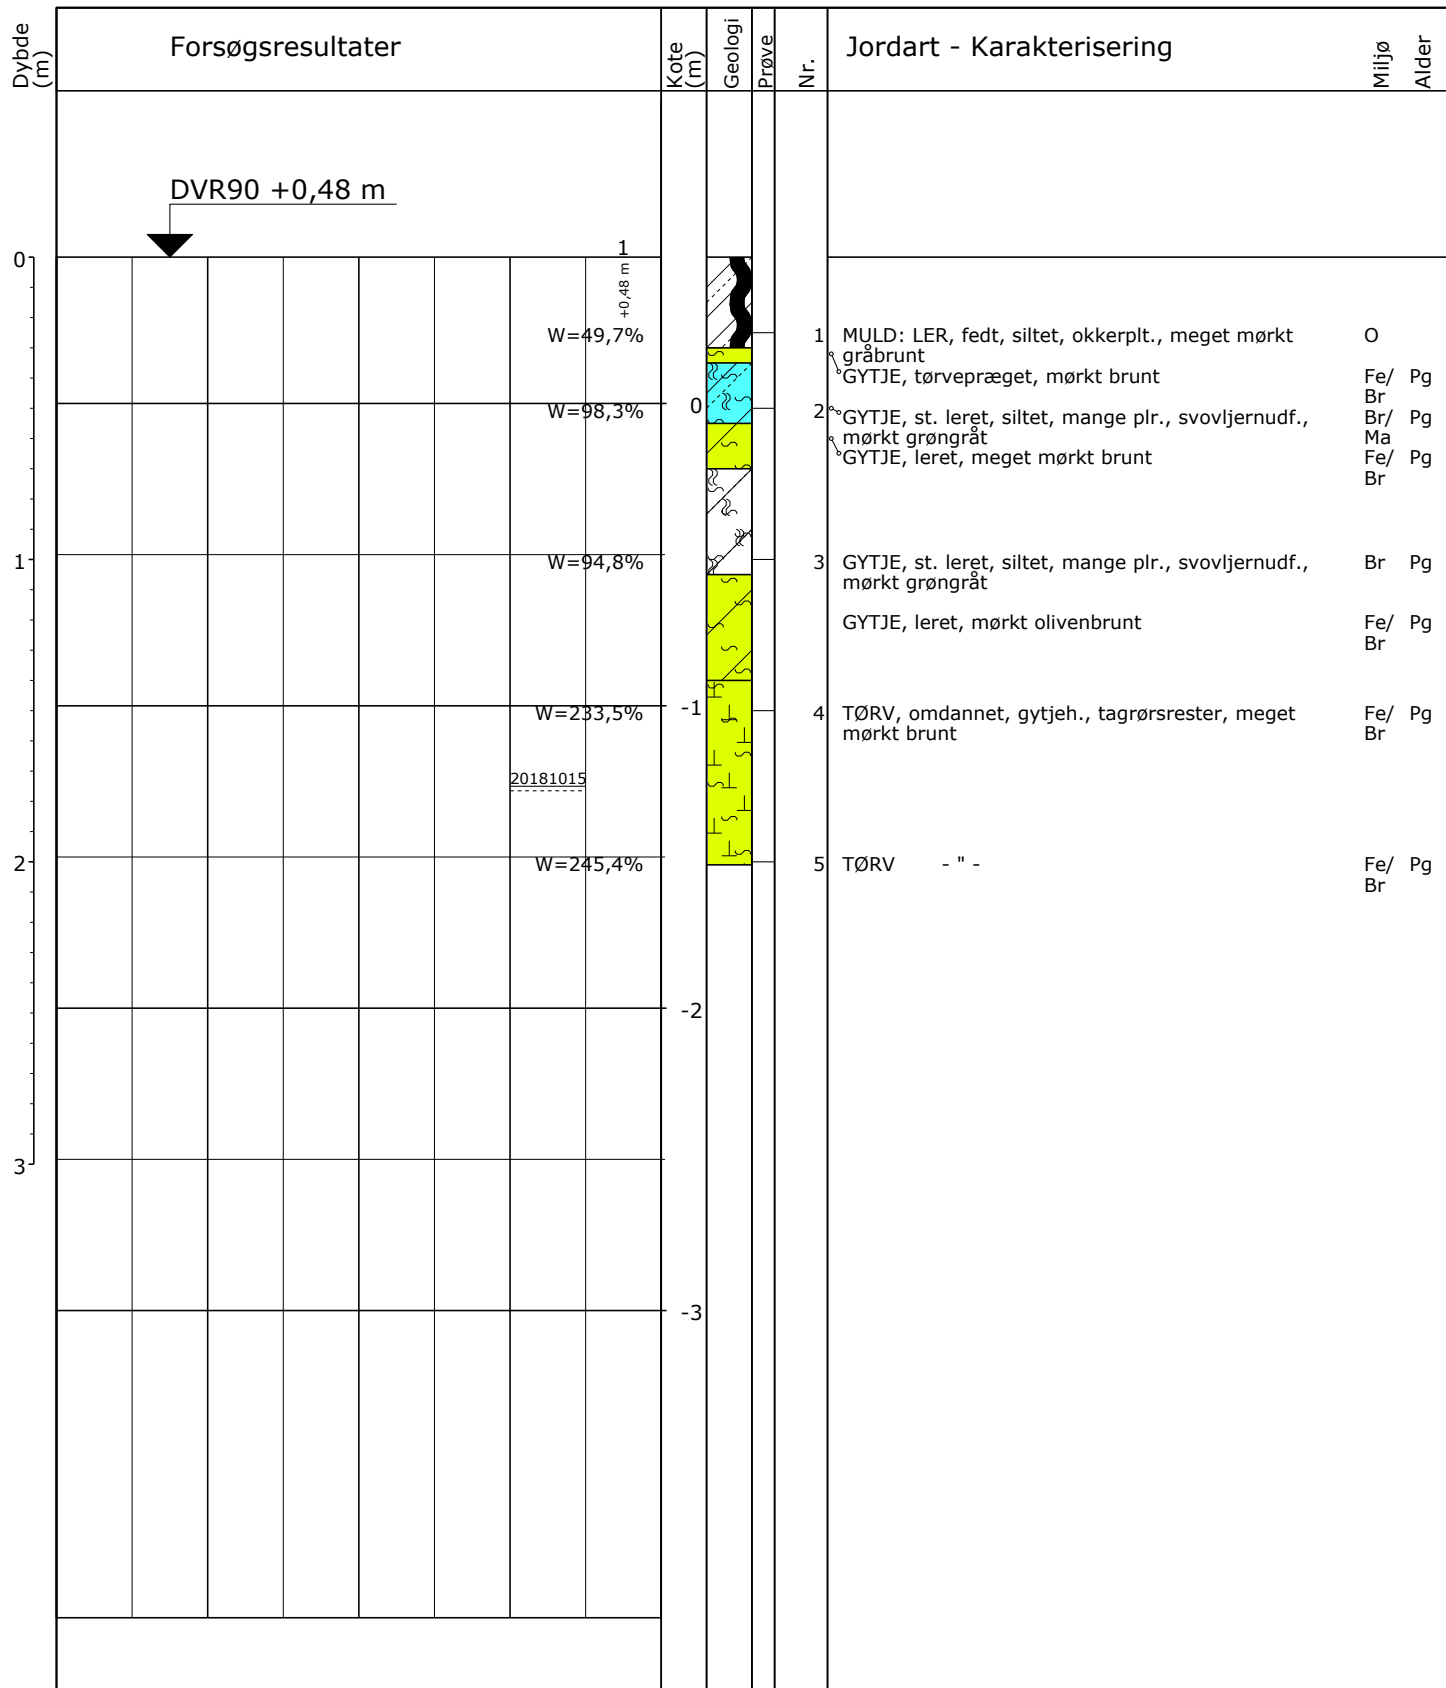 Dybde
(m)
Forsøgsresultater
Kote
(m)
Geologi
Prøve
Nr.
Jordart - Karakterisering
Miljø
Alder
DVR90 +0,48 m
0
1
+0,48 m
W=49,7%
1 MULD: LER, fedt, siltet, okkerplt., meget mørkt O
gråbrunt
GYTJE, tørvepræget, mørkt brunt Fe/ Pg
Br
0
W=98,3%
2 GYTJE, st. leret, siltet, mange plr., svovljernudf., Br/ Pg
mørkt grøngråt Ma
GYTJE, leret, meget mørkt brunt Fe/ Pg
Br
1
W=94,8%
3 GYTJE, st. leret, siltet, mange plr., svovljernudf., Br Pg
mørkt grøngråt
GYTJE, leret, mørkt olivenbrunt Fe/ Pg
Br
-1
W=233,5%
4 TØRV, omdannet, gytjeh., tagrørsrester, meget Fe/ Pg
mørkt brunt Br
20181015
2
W=245,4%
5 TØRV - " - Fe/ Pg
Br
-2
3
-3